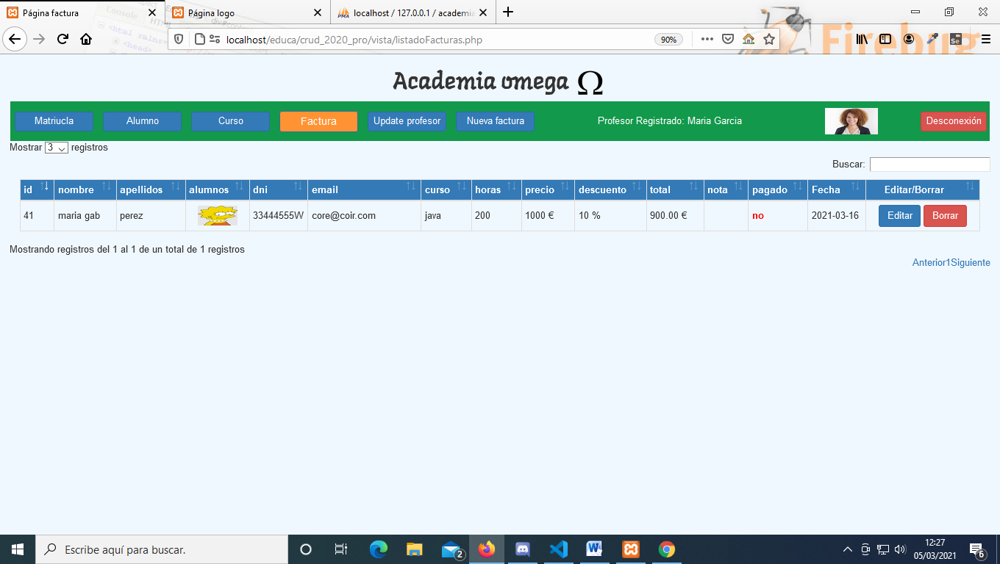 Página factura
Página logo
localhost / 127.0.0.1 / academia
localhost/educa/crud_2020_pro/vista/listadoFacturas.php
90%
Firebug
Academia omega Ω
Matriucla Alumno Curso Factura Update profesor Nueva factura Profesor Registrado: Maria Garcia Desconexión
Mostrar 3 registros
Buscar:
id nombre apellidos alumnos dni email curso horas precio descuento total nota pagado Fecha Editar/Borrar
41 maria gab perez 33444555W core@coir.com java 200 1000 € 10 % 900.00 € no 2021-03-16 Editar Borrar
Mostrando registros del 1 al 1 de un total de 1 registros
Anterior1Siguiente
Escribe aquí para buscar.
2
12:27
05/03/2021
6